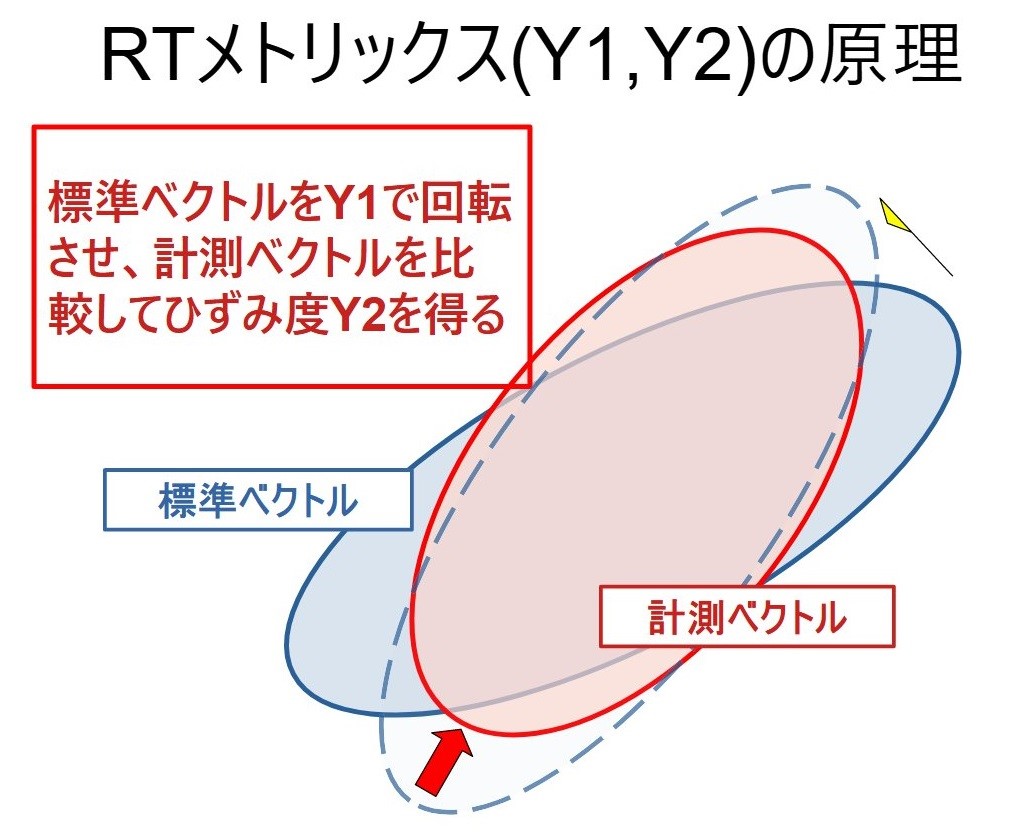 RTメトリックス(Y1,Y2)の原理
標準ベクトルをY1で回転
させ、計測ベクトルを比
較してひずみ度Y2を得る
標準ベクトル
計測ベクトル